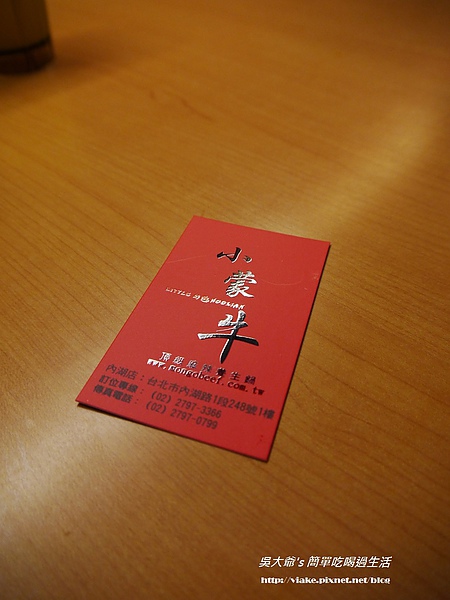 小
蒙
牛
頂級麻辣養生鍋
www.mongobeef.com.tw
內湖店：台北市內湖路1段248號1樓
訂位專線：（02）2797-3366
傳真電話：（02）2797-0799
吳大爺's 簡單吃喝過生活
http://viake.pixnet.net/blog